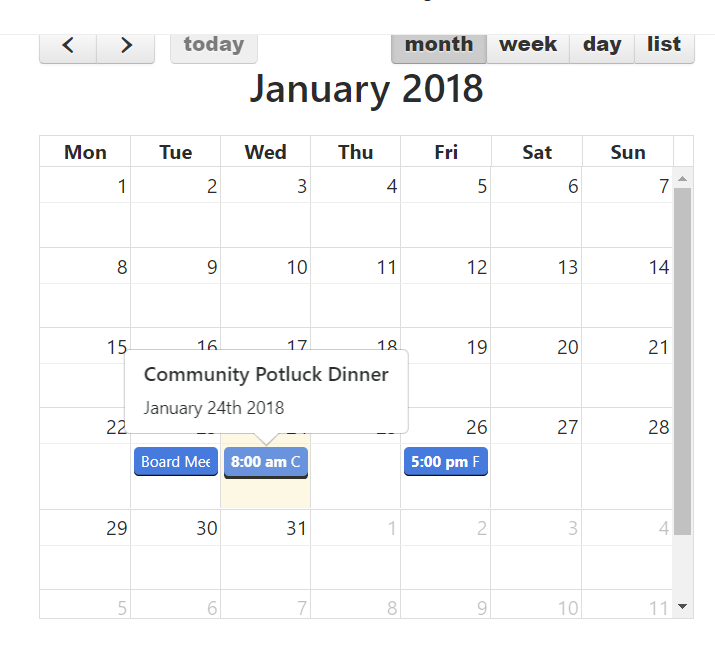 today month week day list
January 2018
Mon Tue Wed Thu Fri Sat Sun
1 2 3 4 5 6 7
8 9 10 11 12 13 14
15 16 17 18 19 20 21
Community Potluck Dinner
January 24th 2018
22 26 27 28
Board Mee 8:00 am C 5:00 pm F
29 30 31 1 2 3 4
5 6 7 8 9 10 11